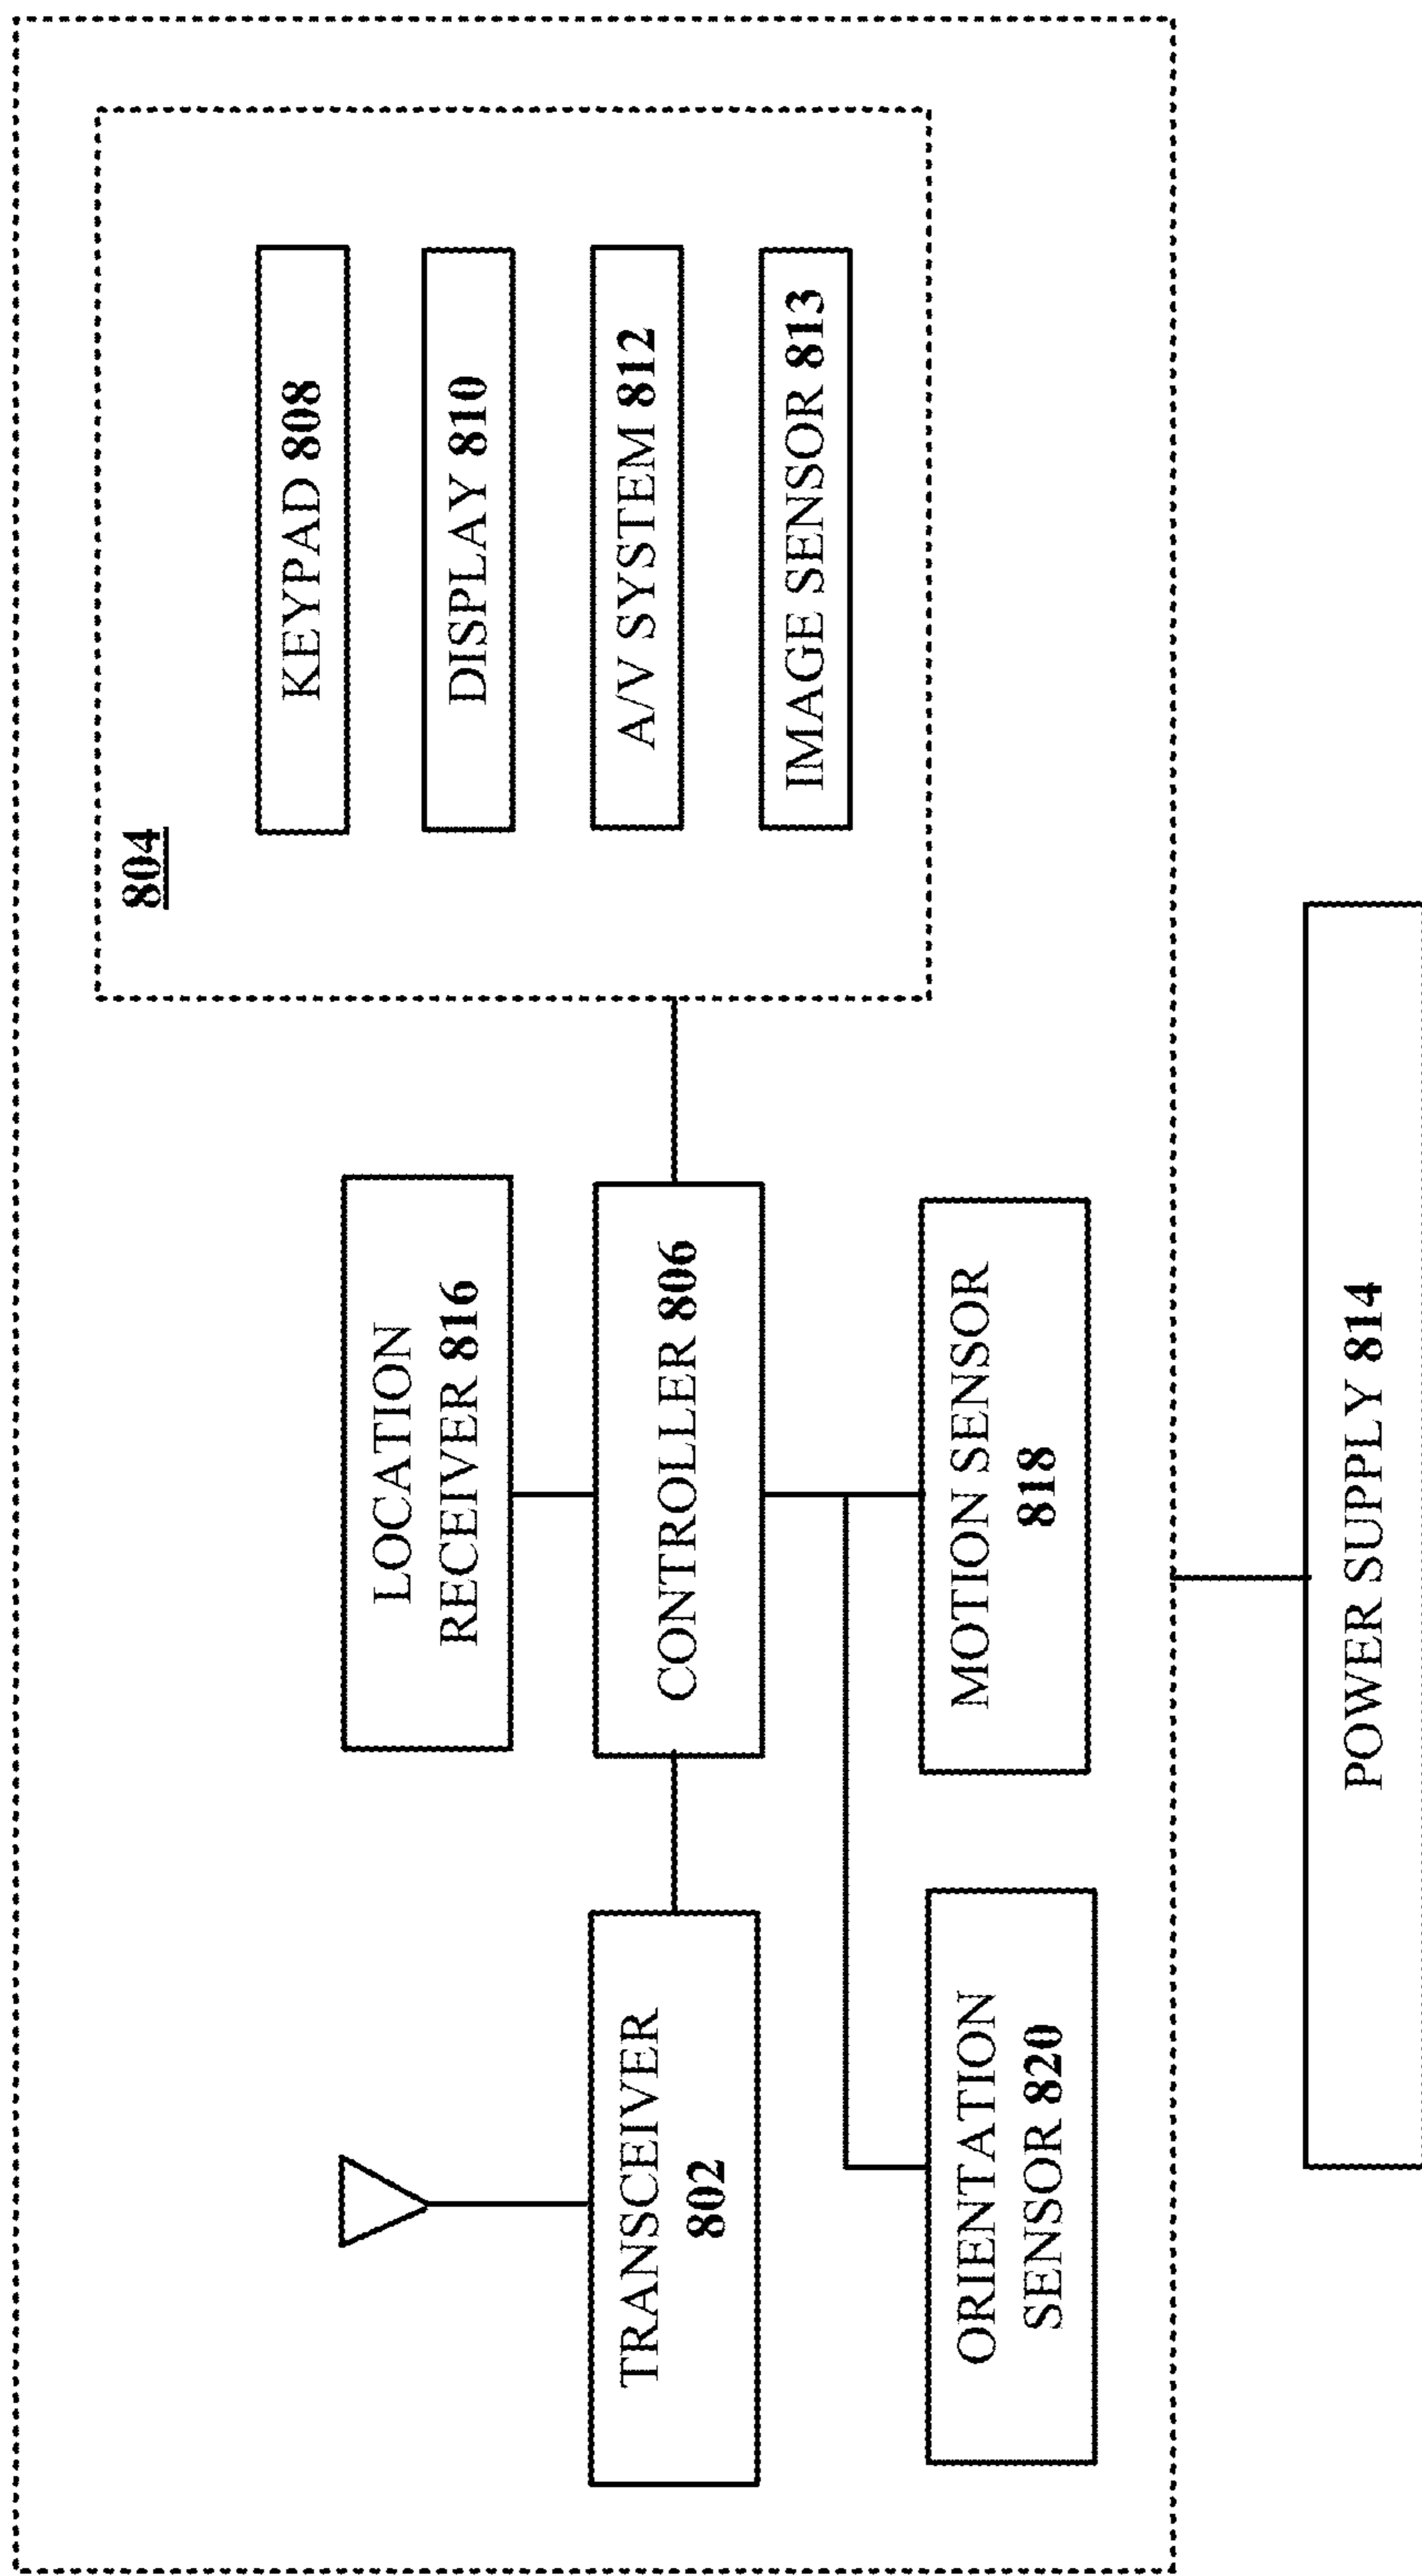 804
KEYPAD 808
DISPLAY 810
A/V SYSTEM 812
IMAGE SENSOR 813
LOCATION
RECEIVER 816
CONTROLLER 806
MOTION SENSOR
818
TRANSCEIVER
802
ORIENTATION
SENSOR 820
POWER SUPPLY 814